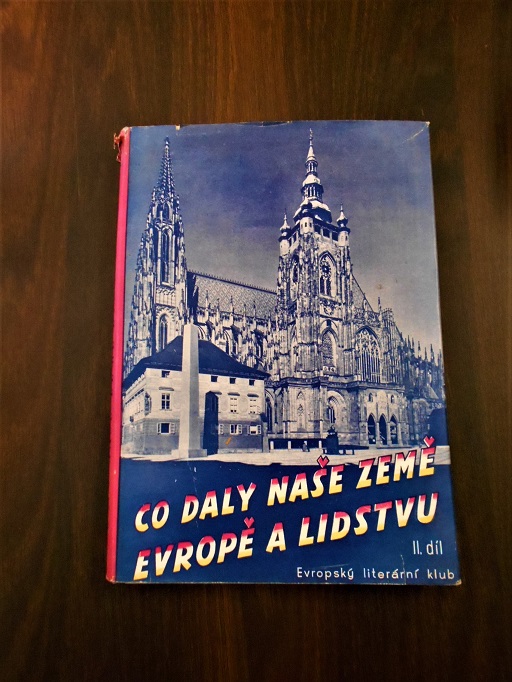 CO DALY NAŠE ZEMĚ
EVROPĚ A LIDSTVU
II. díl
Evropský literární klub